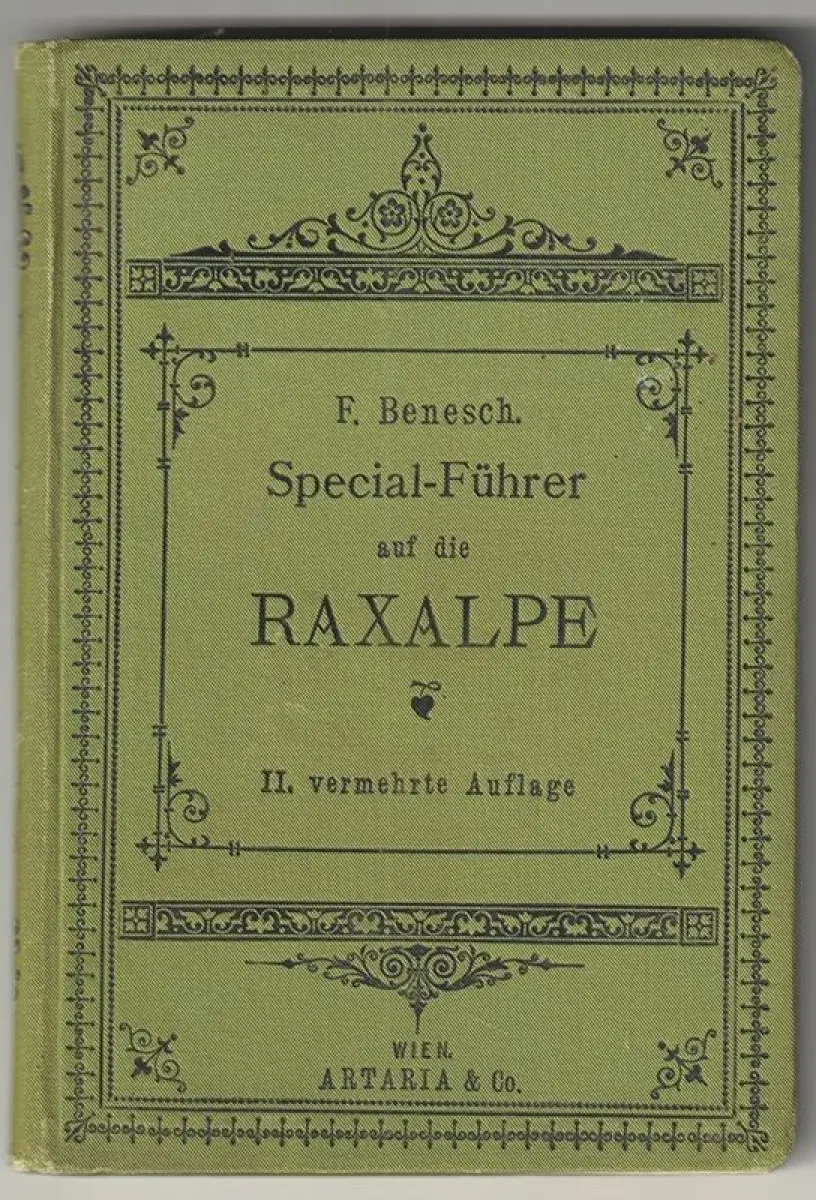 F. Benesch.
Special-Führer
auf die
RAXALPE
II. vermehrte Auflage
WIEN.
ARTARIA & Co.